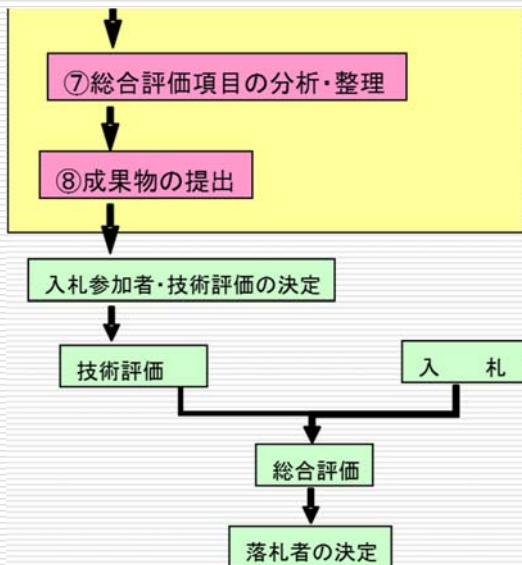 ⑦総合評価項目の分析・整理
⑧成果物の提出
入札参加者・技術評価の決定
技術評価
入　　札
総合評価
落札者の決定